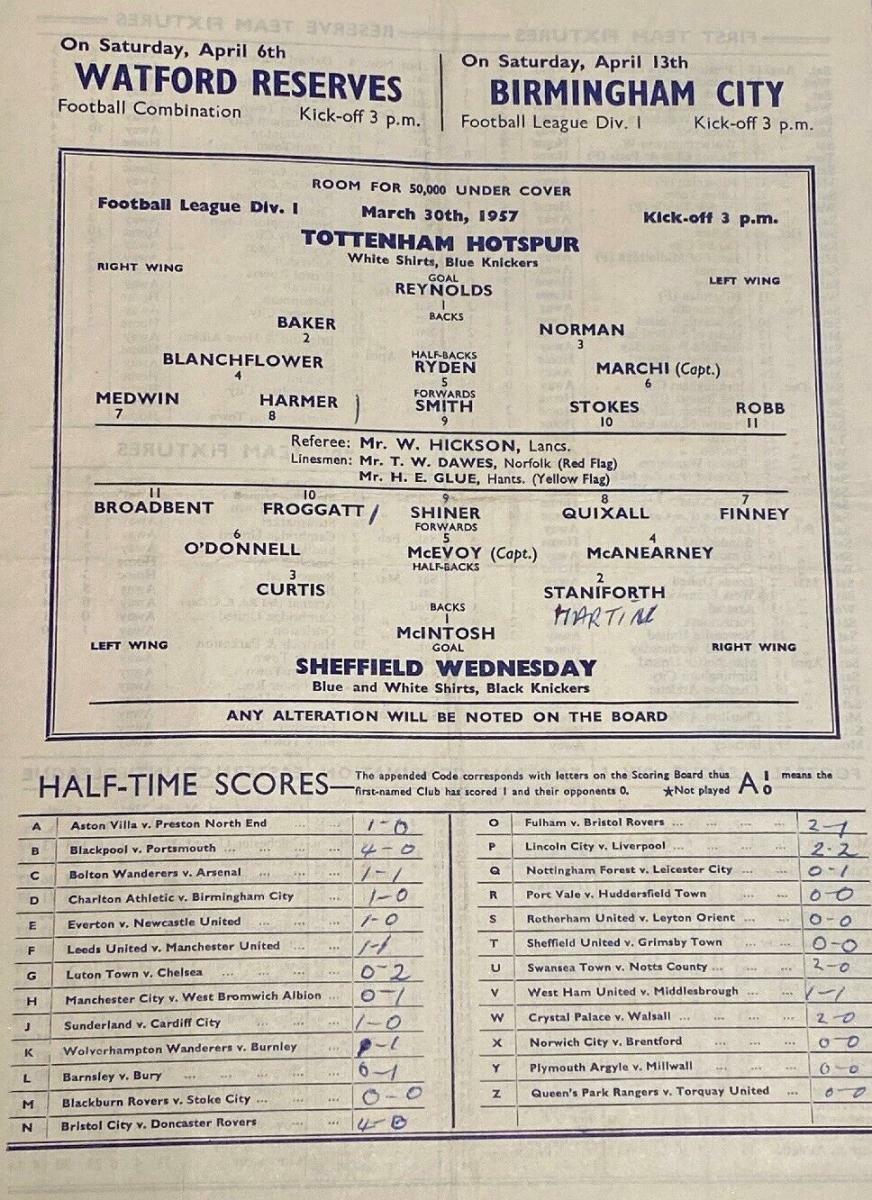 On Saturday, April 6th
WATFORD RESERVES
Football Combination Kick-off 3 p.m.
On Saturday, April 13th
BIRMINGHAM CITY
Football League Div. 1 Kick-off 3 p.m.
ROOM FOR 50,000 UNDER COVER
Football League Div. 1 March 30th, 1957 Kick-off 3 p.m.
TOTTENHAM HOTSPUR
White Shirts, Blue Knickers
RIGHT WING GOAL LEFT WING
REYNOLDS
1
BACKS
BAKER NORMAN
2 3
HALF-BACKS
BLANCHFLOWER RYDEN MARCHI (Capt.)
4 5 6
FORWARDS
MEDWIN HARMER SMITH STOKES ROBB
7 8 9 10 11
Referee: Mr. W. HICKSON, Lancs.
Linesmen: Mr. T. W. DAWES, Norfolk (Red Flag)
Mr. H. E. GLUE, Hants. (Yellow Flag)
11 10 9 8 7
BROADBENT FROGGATT SHINER QUIXALL FINNEY
FORWARDS
6 5 4
O'DONNELL McEVOY (Capt.) McANEARNEY
HALF-BACKS
3 2
CURTIS STANIFORTH
MARTIN
BACKS
1
McINTOSH
LEFT WING GOAL RIGHT WING
SHEFFIELD WEDNESDAY
Blue and White Shirts, Black Knickers
ANY ALTERATION WILL BE NOTED ON THE BOARD
HALF-TIME SCORES—The appended Code corresponds with letters on the Scoring Board thus A 1 0 means the
first-named Club has scored 1 and their opponents 0. ★Not played
A Aston Villa v. Preston North End ... ... 1-0
B Blackpool v. Portsmouth ... ... ... 4-0
C Bolton Wanderers v. Arsenal ... ... 1-1
D Charlton Athletic v. Birmingham City ... 1-0
E Everton v. Newcastle United ... ... 1-0
F Leeds United v. Manchester United ... ... 1-1
G Luton Town v. Chelsea ... ... ... ... 0-2
H Manchester City v. West Bromwich Albion ... 0-1
J Sunderland v. Cardiff City ... ... ... 1-0
K Wolverhampton Wanderers v. Burnley ... -1
L Barnsley v. Bury ... ... ... ... ... 0-1
M Blackburn Rovers v. Stoke City ... ... ... 0-0
N Bristol City v. Doncaster Rovers ... ... 4-0
O Fulham v. Bristol Rovers ... ... ... 2-1
P Lincoln City v. Liverpool ... ... ... 2-2
Q Nottingham Forest v. Leicester City ... ... 0-1
R Port Vale v. Huddersfield Town ... ... 0-0
S Rotherham United v. Leyton Orient ... ... 0-0
T Sheffield United v. Grimsby Town ... ... 0-0
U Swansea Town v. Notts County ... ... ... 2-0
V West Ham United v. Middlesbrough ... ... 1-1
W Crystal Palace v. Walsall ... ... ... 2-0
X Norwich City v. Brentford ... ... ... 0-0
Y Plymouth Argyle v. Millwall ... ... ... 0-0
Z Queen's Park Rangers v. Torquay United ... 0-0